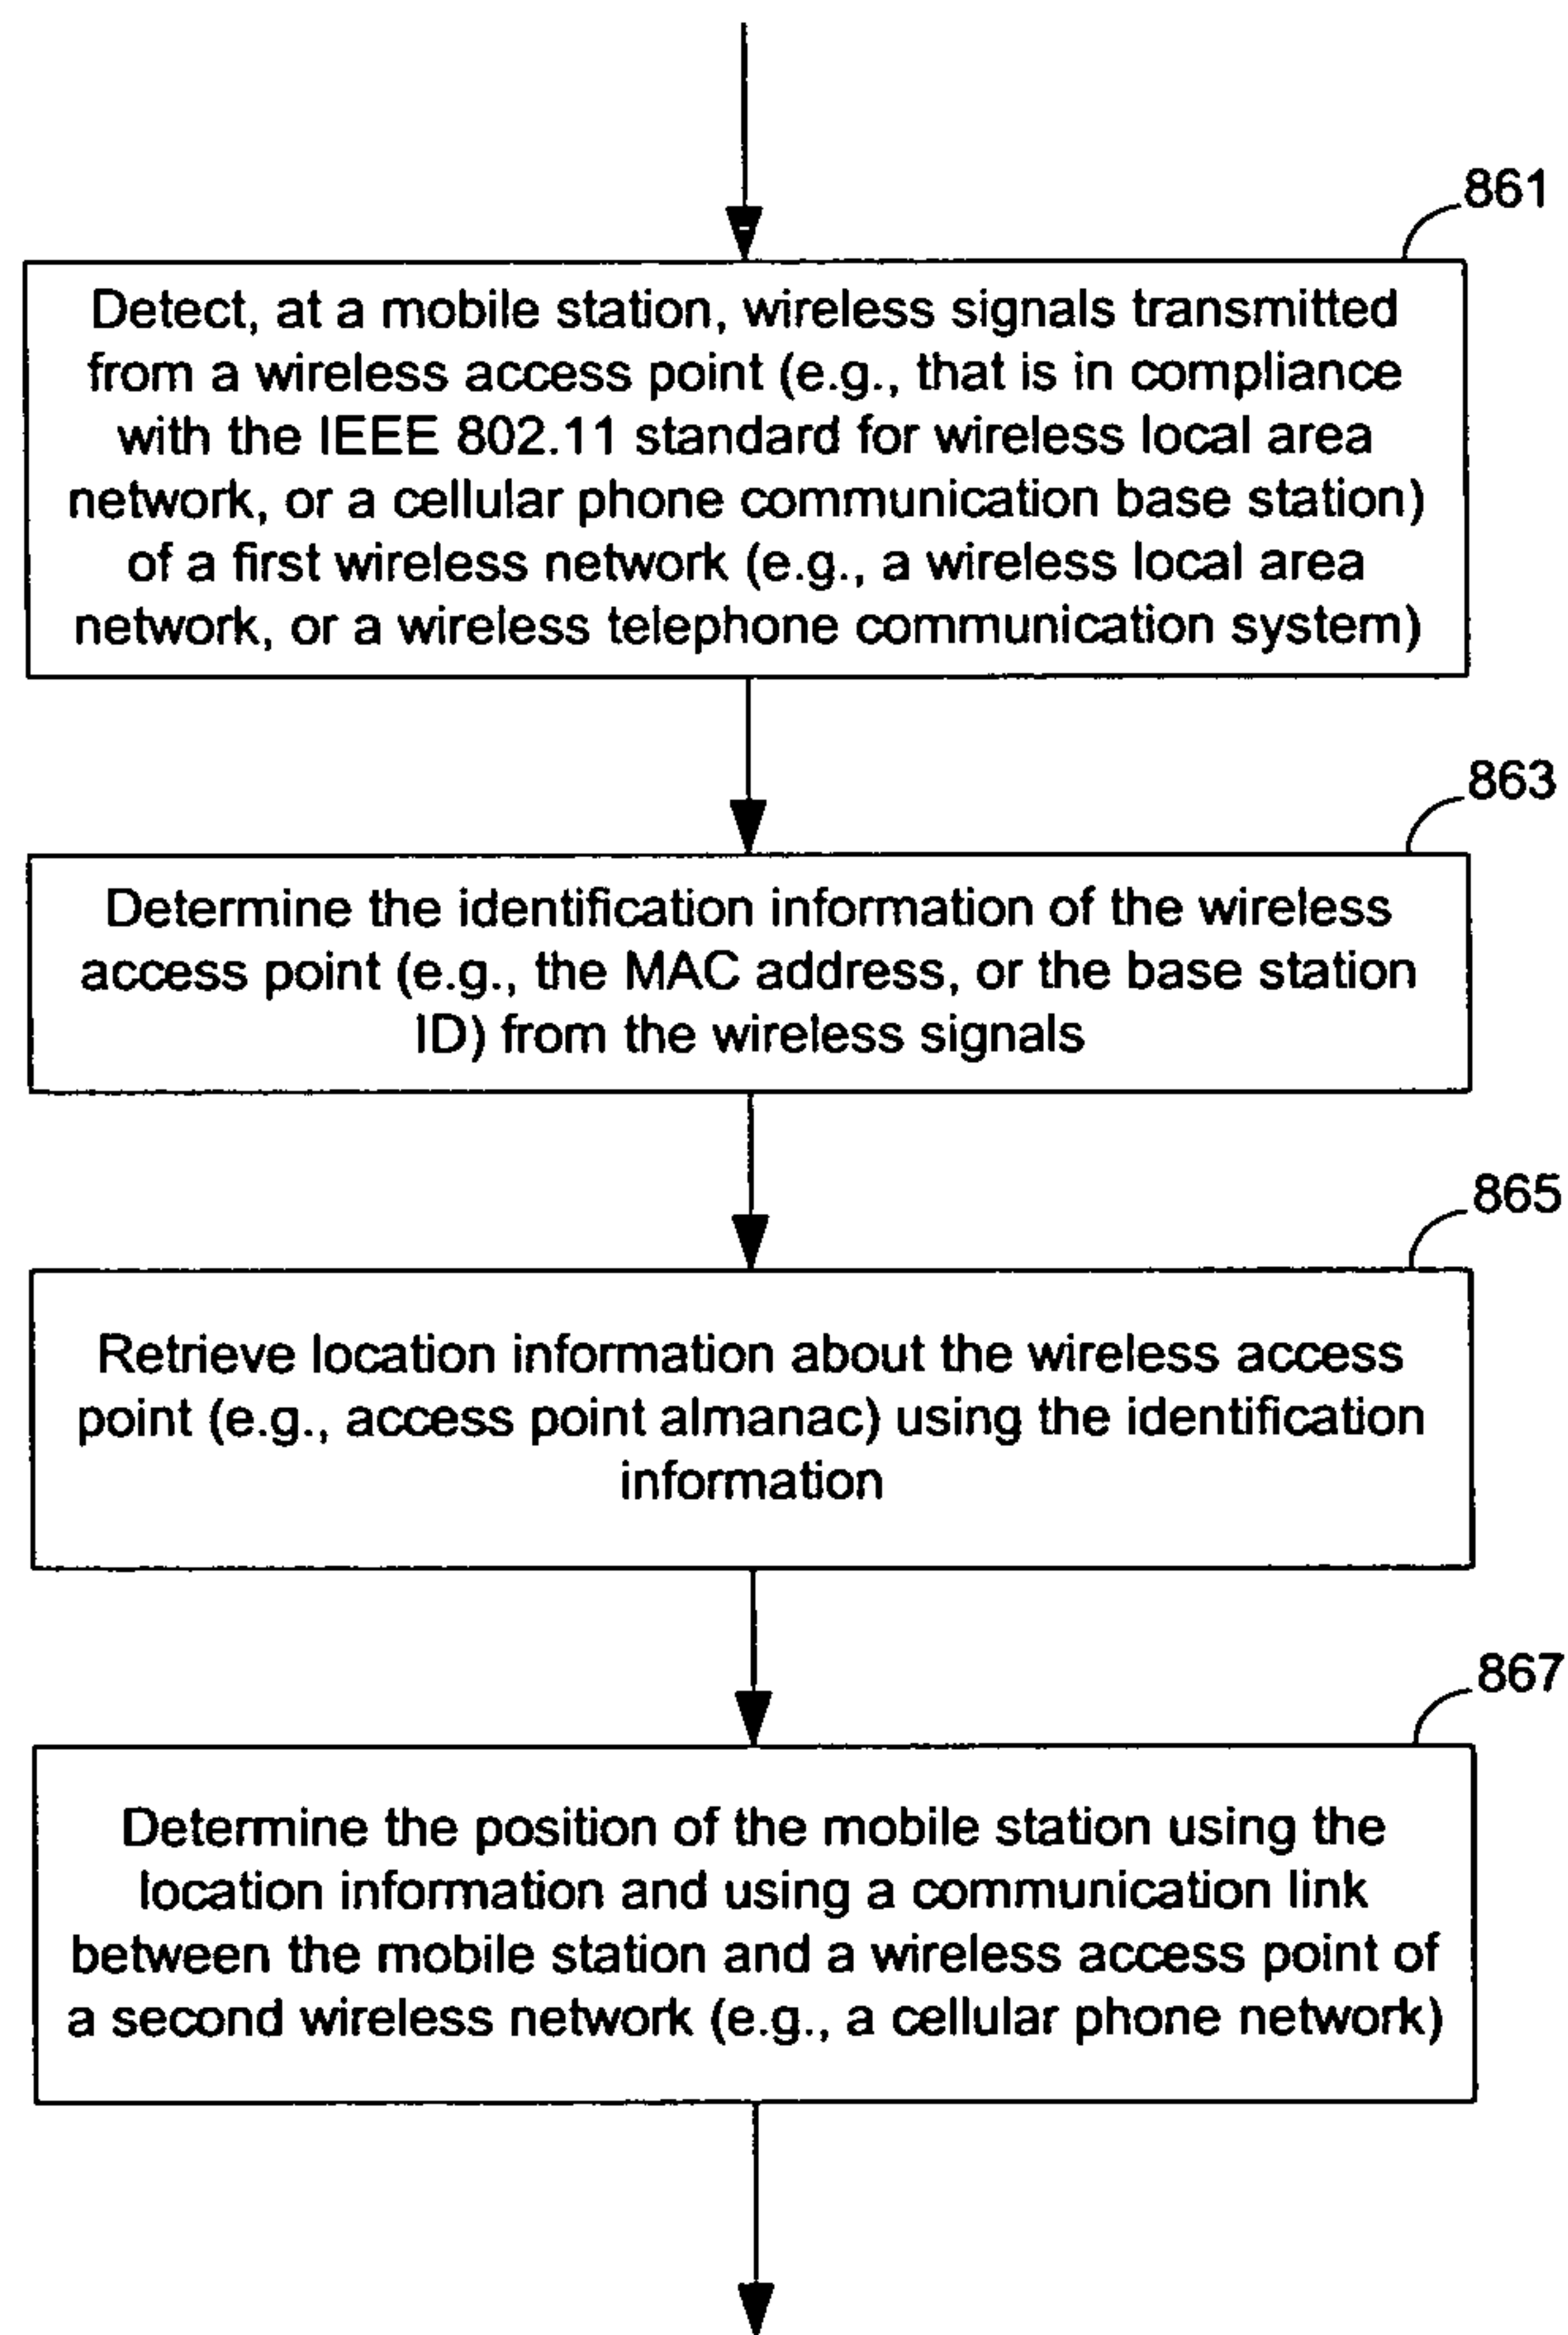 861
Detect, at a mobile station, wireless signals transmitted
from a wireless access point (e.g., that is in compliance
with the IEEE 802.11 standard for wireless local area
network, or a cellular phone communication base station)
of a first wireless network (e.g., a wireless local area
network, or a wireless telephone communication system)
863
Determine the identification information of the wireless
access point (e.g., the MAC address, or the base station
ID) from the wireless signals
865
Retrieve location information about the wireless access
point (e.g., access point almanac) using the identification
information
867
Determine the position of the mobile station using the
location information and using a communication link
between the mobile station and a wireless access point of
a second wireless network (e.g., a cellular phone network)